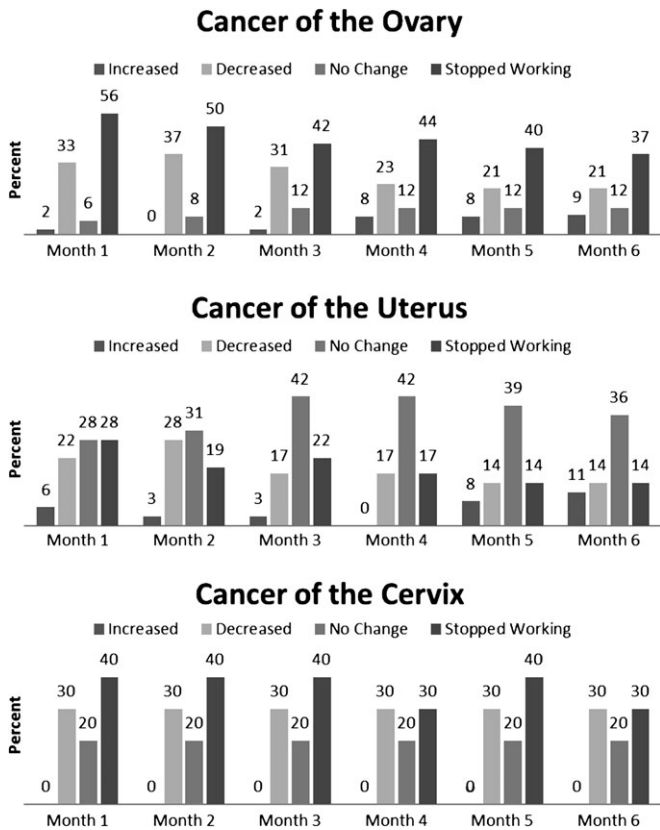 Cancer of the Ovary
Increased Decreased No Change Stopped Working
Percent
2 33 6 56 0 37 8 50 2 31 12 42 8 23 12 44 8 21 12 40 9 21 12 37
Month 1 Month 2 Month 3 Month 4 Month 5 Month 6
Cancer of the Uterus
Increased Decreased No Change Stopped Working
Percent
6 22 28 28 3 28 31 19 3 17 42 22 0 17 42 17 8 14 39 14 11 14 36 14
Month 1 Month 2 Month 3 Month 4 Month 5 Month 6
Cancer of the Cervix
Increased Decreased No Change Stopped Working
Percent
0 30 20 40 0 30 20 40 0 30 20 40 0 30 20 30 0 30 20 40 0 30 20 30
Month 1 Month 2 Month 3 Month 4 Month 5 Month 6